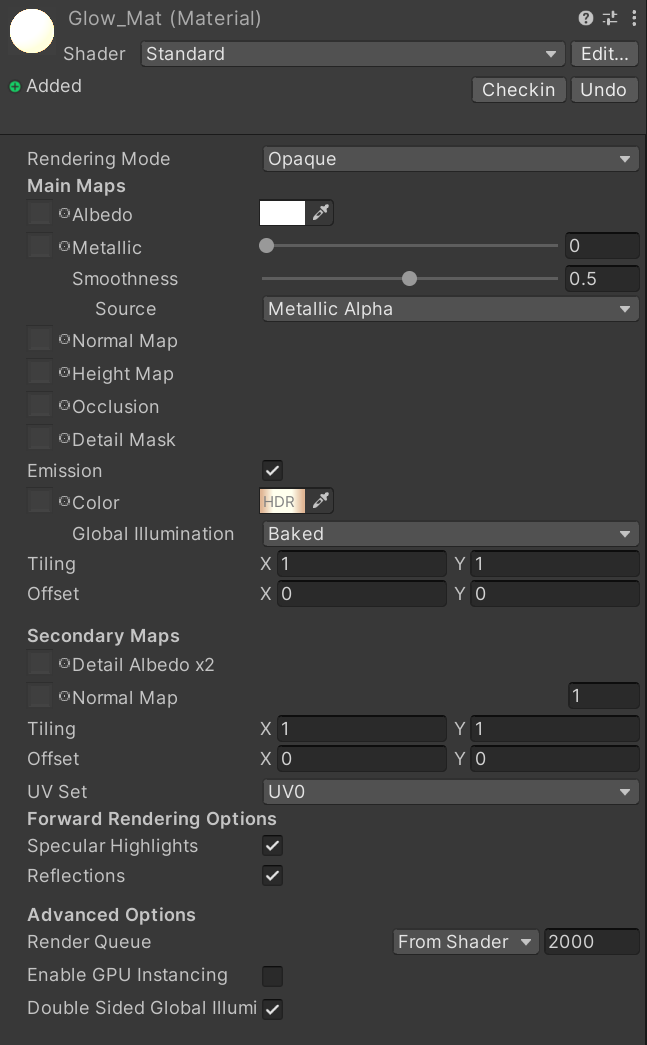 Glow_Mat (Material)
Shader Standard Edit...
Added
Checkin Undo
Rendering Mode Opaque
Main Maps
Albedo
Metallic 0
Smoothness 0.5
Source Metallic Alpha
Normal Map
Height Map
Occlusion
Detail Mask
Emission
Color HDR
Global Illumination Baked
Tiling X 1 Y 1
Offset X 0 Y 0
Secondary Maps
Detail Albedo x2
Normal Map 1
Tiling X 1 Y 1
Offset X 0 Y 0
UV Set UV0
Forward Rendering Options
Specular Highlights
Reflections
Advanced Options
Render Queue From Shader 2000
Enable GPU Instancing
Double Sided Global Illumi